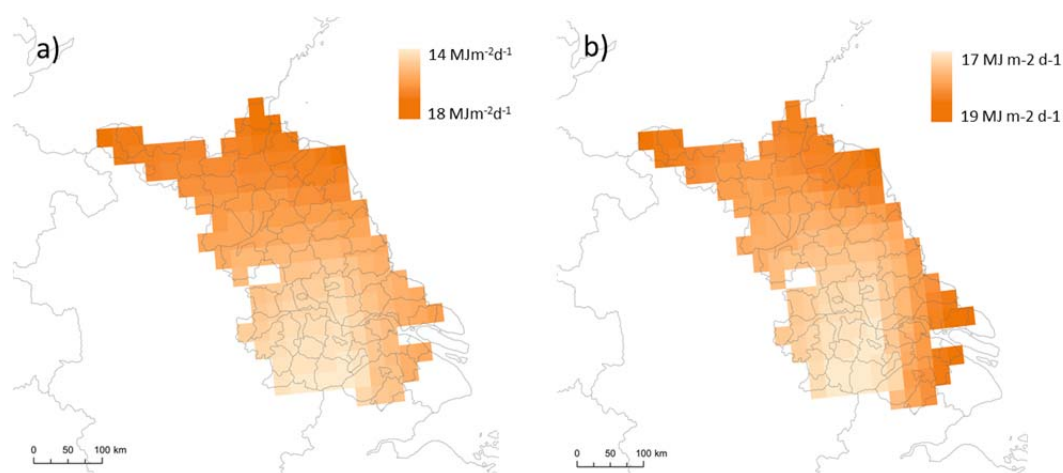 a)
14 MJm⁻²d⁻¹
18 MJm⁻²d⁻¹
0 50 100 km
b)
17 MJ m-2 d-1
19 MJ m-2 d-1
0 50 100 km